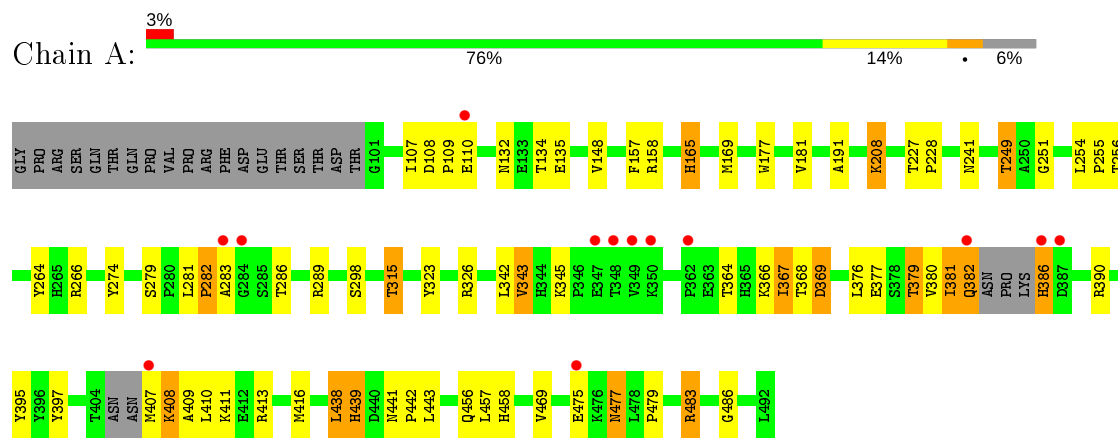 3%
Chain A:
76% 14% • 6%
GLY PRO ARG SER GLN THR THR GLN PRO VAL PRO ARG PHE ASP GLU THR SER THR ASP THR G101 I107 D108 P109 E110 N132 E133 T134 E135 V148 F157 R158 H165 M169 W177 V181 A191 K208 T227 P228 N241 T249 A250 G251 L254 P255 T256
Y264 H265 R266 Y274 S279 P280 L281 P282 A283 G284 S285 T286 R289 S298 T315 Y323 R326 L342 V343 H344 K345 P346 E347 T348 V349 K350 P362 E363 T364 H365 K366 I367 T368 D369 L376 E377 S378 T379 V380 I381 Q382 ASN PRO LYS H386 D387 R390
Y395 Y396 Y397 T404 ASN ASN M407 K408 A409 L410 K411 E412 R413 M416 L438 H439 D440 N441 P442 L443 Q456 L457 H458 V469 E475 K476 N477 L478 P479 R483 G486 L492